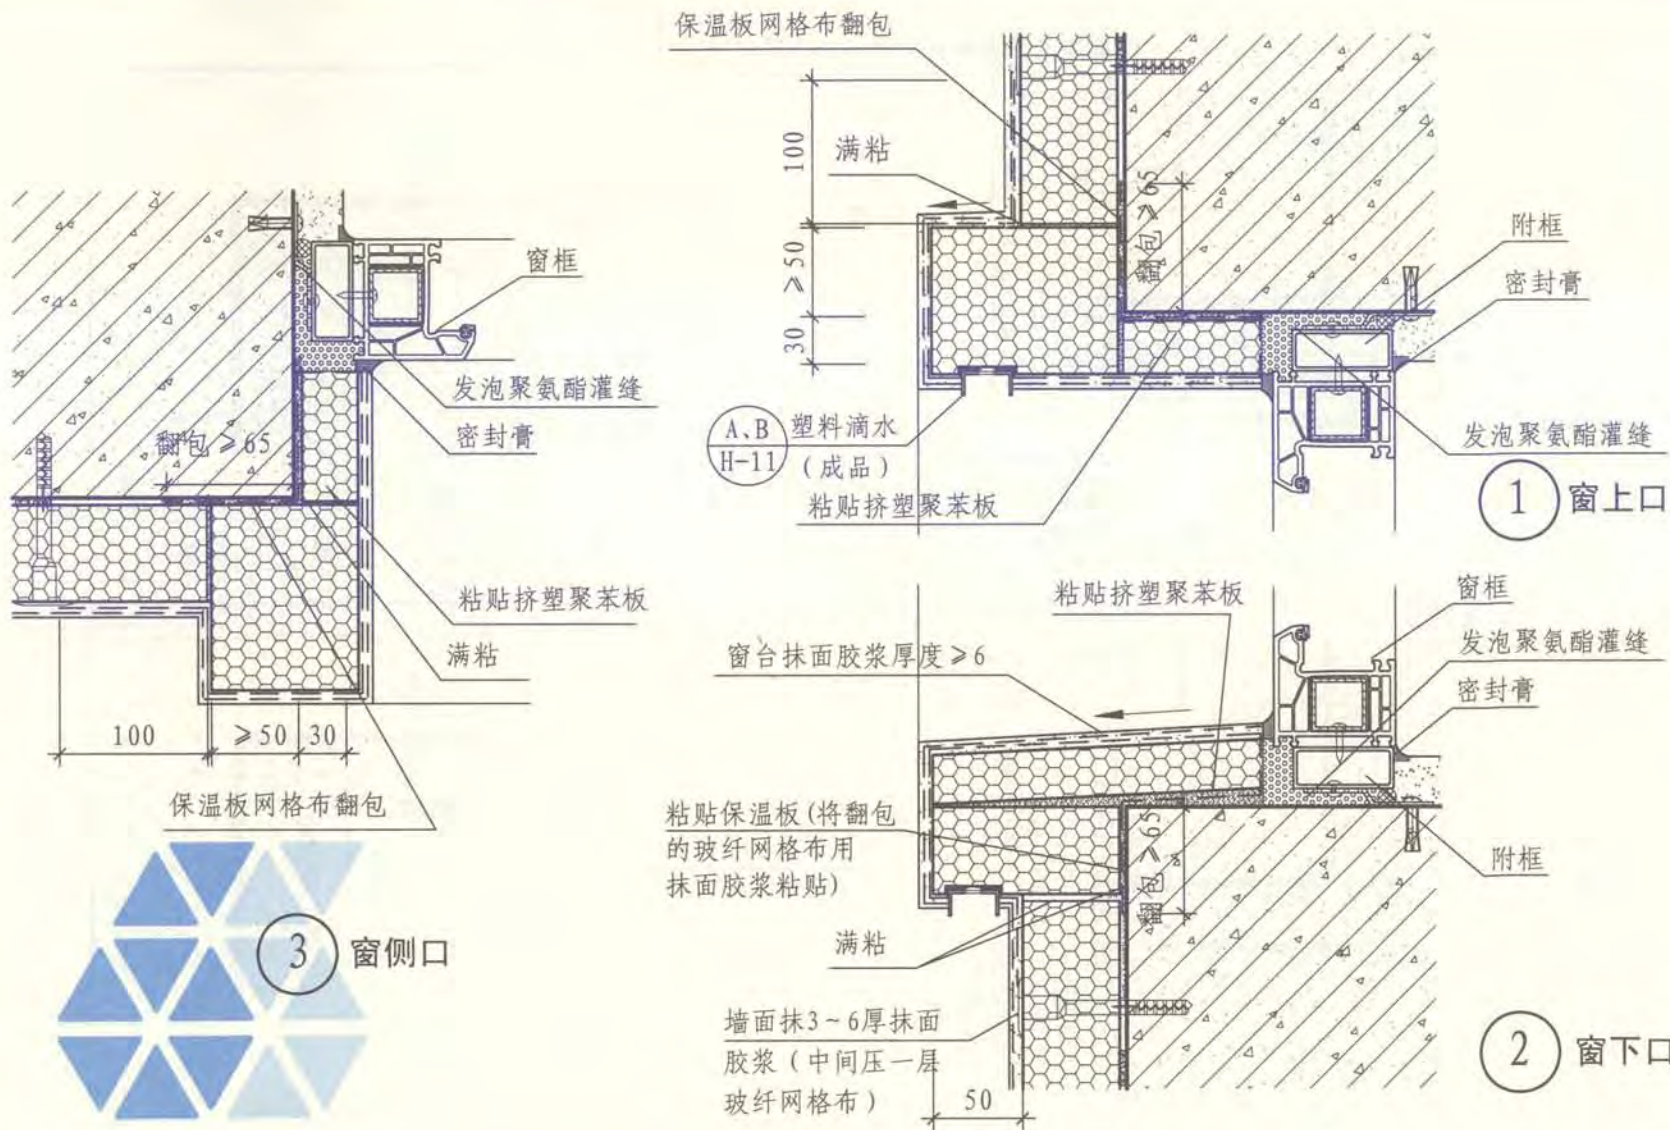 保温板网格布翻包
100
满粘
≥50
30
翻包≥65
附框
密封膏
A、B
H-11
塑料滴水
（成品）
粘贴挤塑聚苯板
发泡聚氨酯灌缝
1
窗上口
窗框
发泡聚氨酯灌缝
密封膏
翻包≥65
粘贴挤塑聚苯板
满粘
100
≥50
30
保温板网格布翻包
3
窗侧口
粘贴挤塑聚苯板
窗台抹面胶浆厚度≥6
窗框
发泡聚氨酯灌缝
密封膏
粘贴保温板(将翻包
的玻纤网格布用
抹面胶浆粘贴)
翻包≥65
附框
满粘
墙面抹3~6厚抹面
胶浆（中间压一层
玻纤网格布）
50
2
窗下口